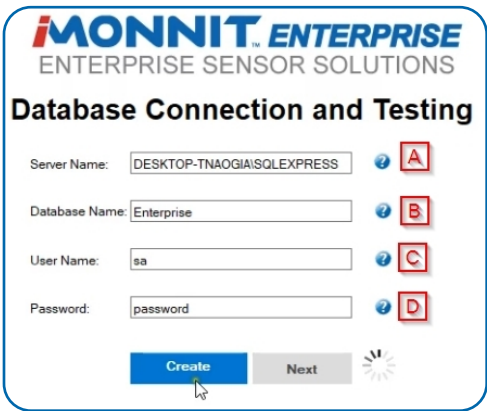 iMONNIT™ ENTERPRISE
ENTERPRISE SENSOR SOLUTIONS
Database Connection and Testing
Server Name: DESKTOP-TNAOGIA\SQLEXPRESS ? A
Database Name: Enterprise ? B
User Name: sa ? C
Password: password ? D
Create Next